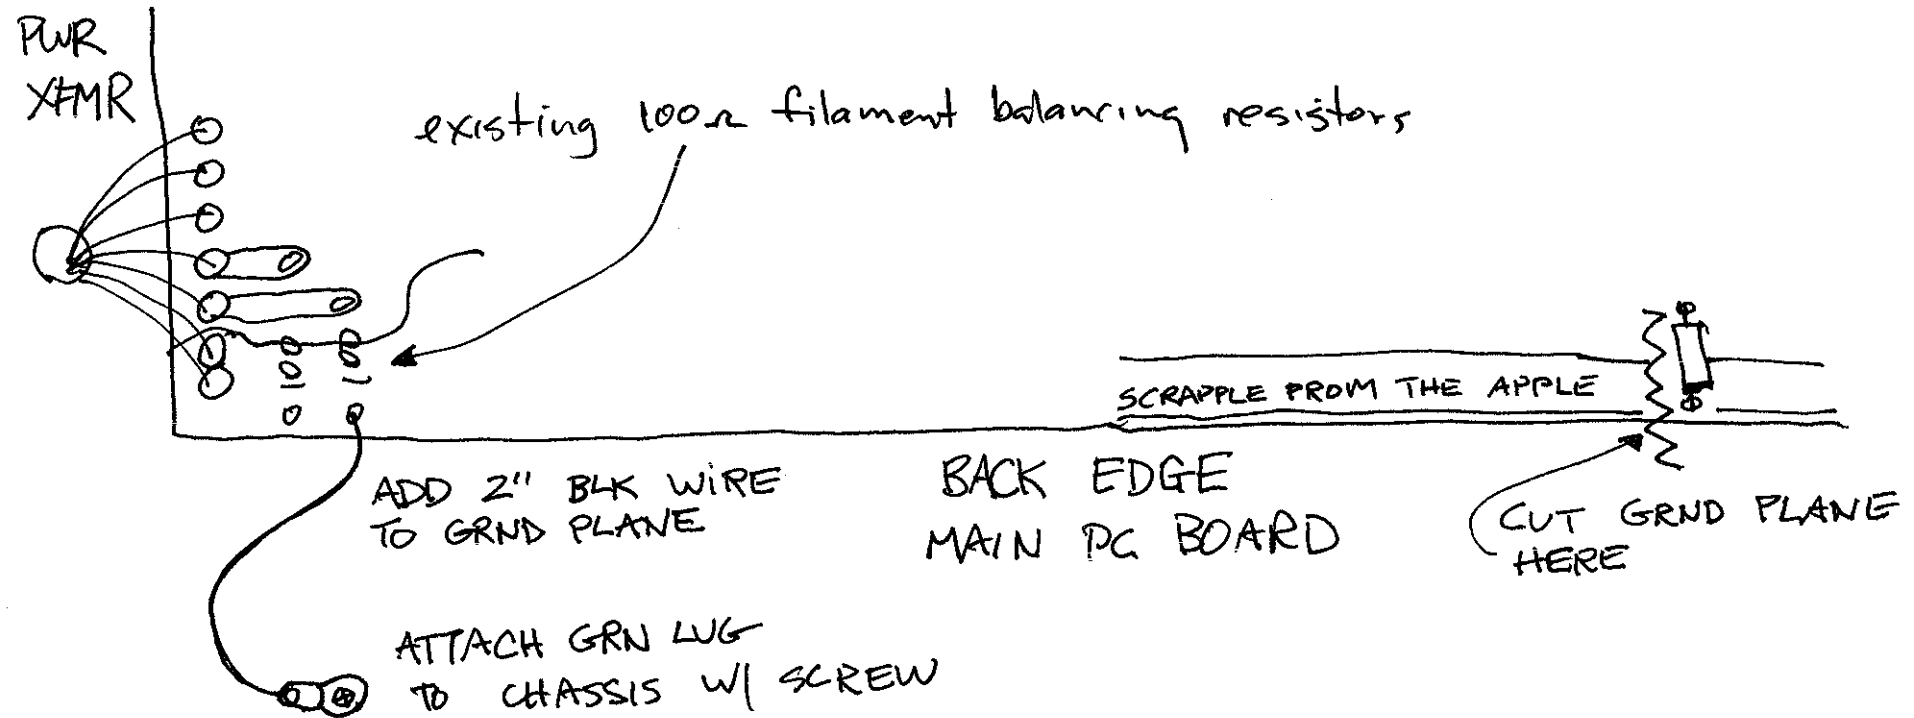 PWR
XFMR
existing 100Ω filament balancing resistors
SCRAPPLE FROM THE APPLE
ADD 2" BLK WIRE
TO GRND PLANE
BACK EDGE
MAIN PC BOARD
CUT GRND PLANE
HERE
ATTACH GRN LUG
TO CHASSIS W/ SCREW